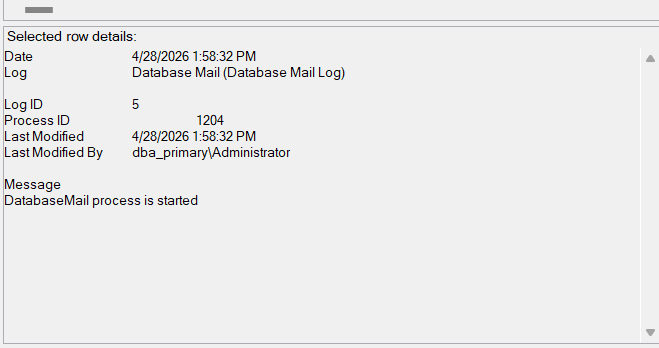 Selected row details:
Date 4/28/2026 1:58:32 PM
Log Database Mail (Database Mail Log)
Log ID 5
Process ID 1204
Last Modified 4/28/2026 1:58:32 PM
Last Modified By dba_primary\Administrator
Message
DatabaseMail process is started